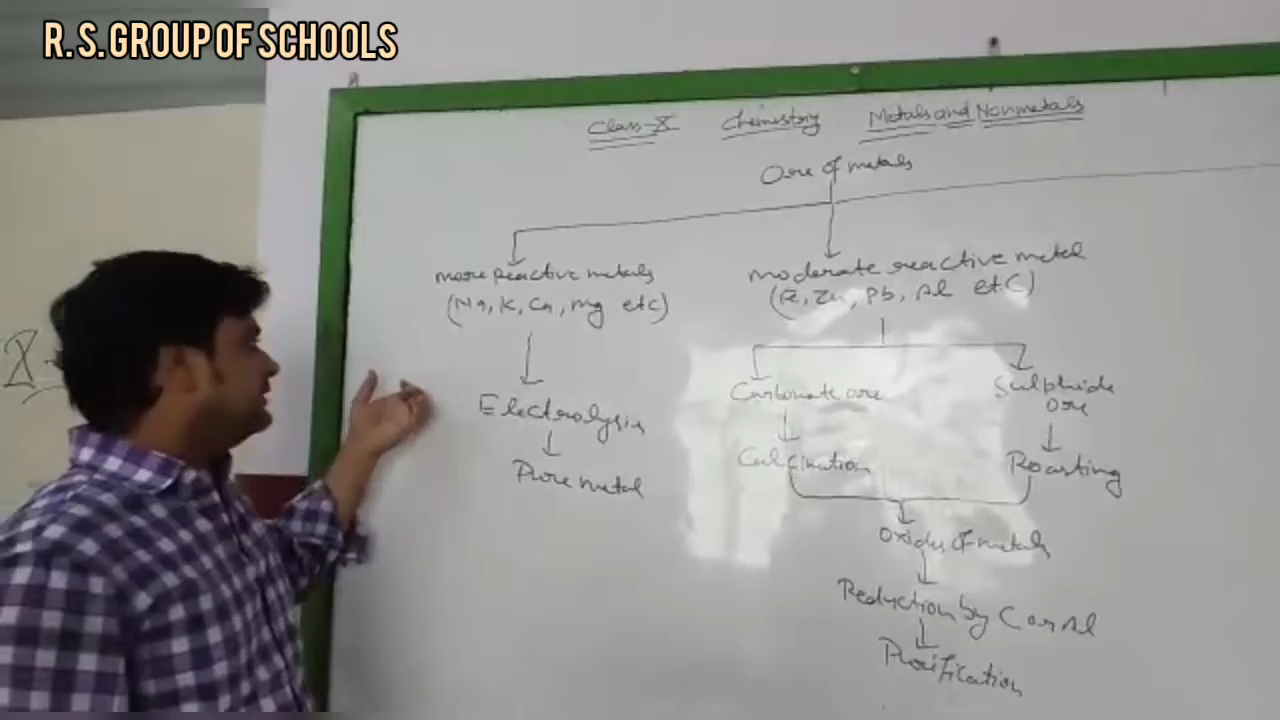 R. S. GROUP OF SCHOOLS
Class-X Chemistry Metals and Nonmetals
Ore of metals
more reactive metals
(Na, K, Ca, Mg etc)
Electrolysis
Pure metal
moderate reactive metal
(Fe, Zn, Pb, Al etc)
Carbonate ore
Calcination
Sulphide
ore
Roasting
Oxides of metals
Reduction by C or Al
Purification
X